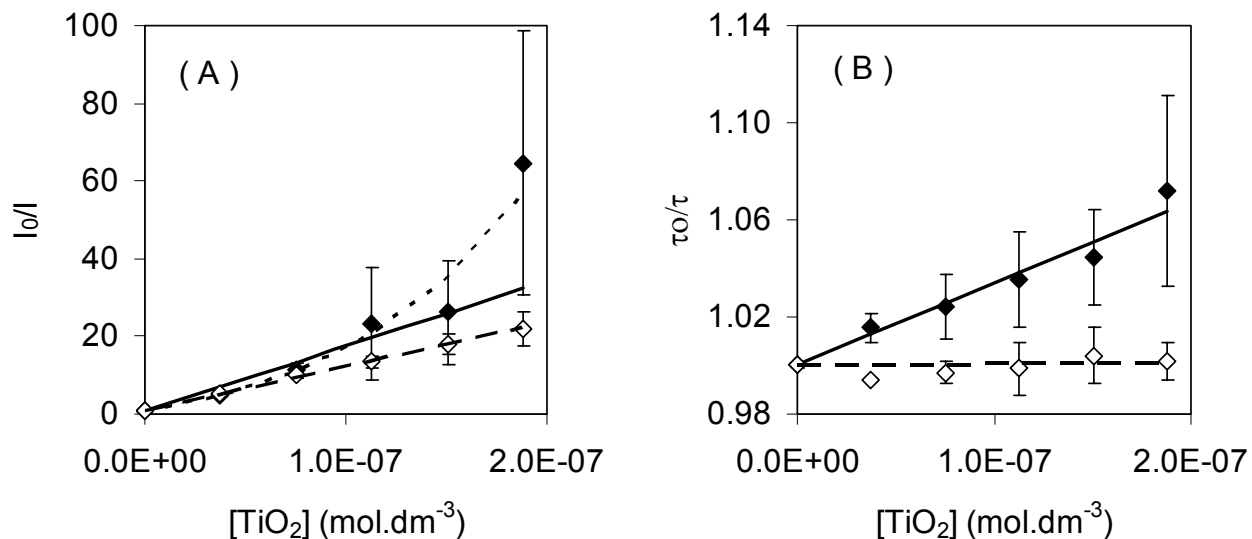 ( A )
I0/I
100
80
60
40
20
0
0.0E+00 1.0E-07 2.0E-07
[TiO2] (mol.dm-3)
( B )
τo/τ
1.14
1.10
1.06
1.02
0.98
0.0E+00 1.0E-07 2.0E-07
[TiO2] (mol.dm-3)